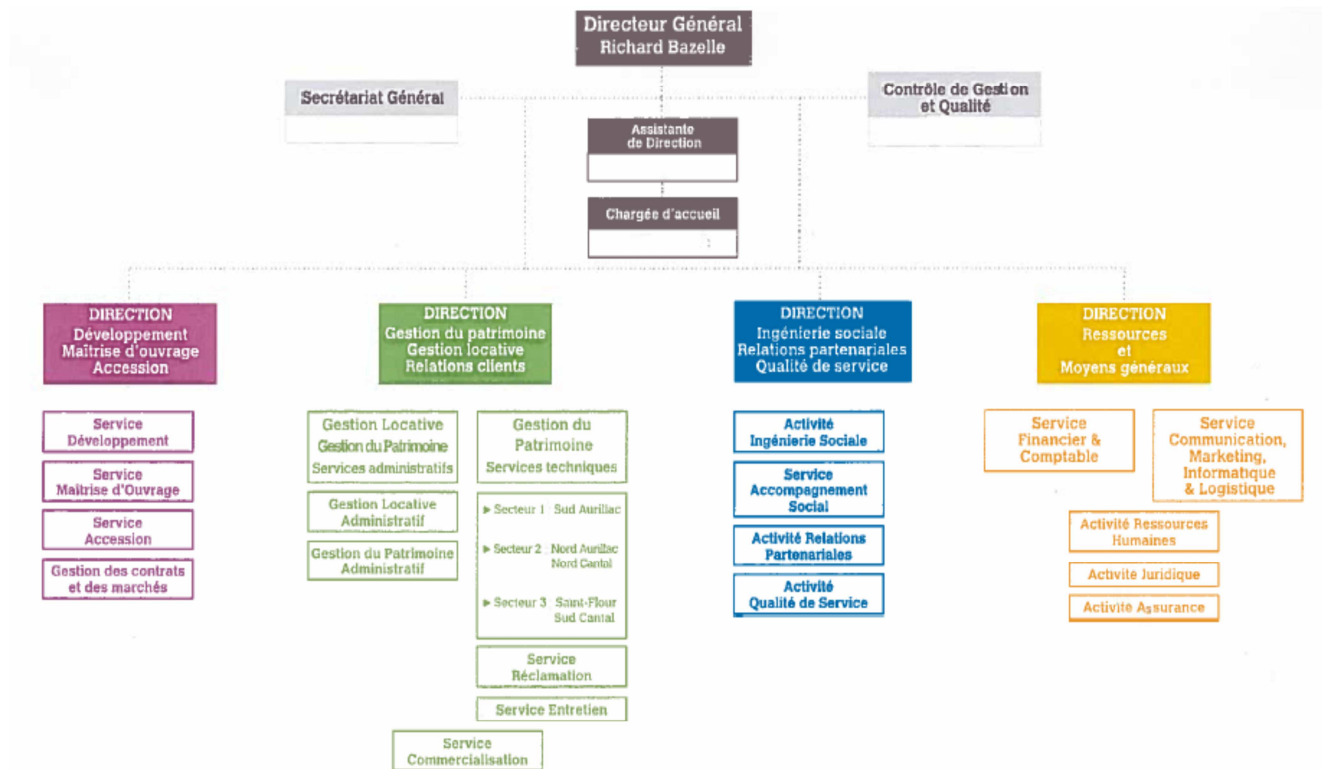 Directeur Général
Richard Bazelle
Secrétariat Général
Contrôle de Gestion
et Qualité
Assistante
de Direction
Chargée d'accueil
DIRECTION
Développement
Maîtrise d'ouvrage
Accession
DIRECTION
Gestion du patrimoine
Gestion locative
Relations clients
DIRECTION
Ingénierie sociale
Relations partenariales
Qualité de service
DIRECTION
Ressources
et
Moyens généraux
Service
Développement
Service
Maîtrise d'Ouvrage
Service
Accession
Gestion des contrats
et des marchés
Gestion Locative
Gestion du Patrimoine
Services administratifs
Gestion Locative
Administratif
Gestion du Patrimoine
Administratif
Gestion du
Patrimoine
Services techniques
▶ Secteur 1 Sud Aurillac
▶ Secteur 2 Nord Aurillac
Nord Cantal
▶ Secteur 3 Saint-Flour
Sud Cantal
Service
Réclamation
Service Entretien
Service
Commercialisation
Activité
Ingénierie Sociale
Service
Accompagnement
Social
Activité Relations
Partenariales
Activité
Qualité de Service
Service
Financier &
Comptable
Service
Communication,
Marketing,
Informatique
& Logistique
Activité Ressources
Humaines
Activité Juridique
Activité Assurance